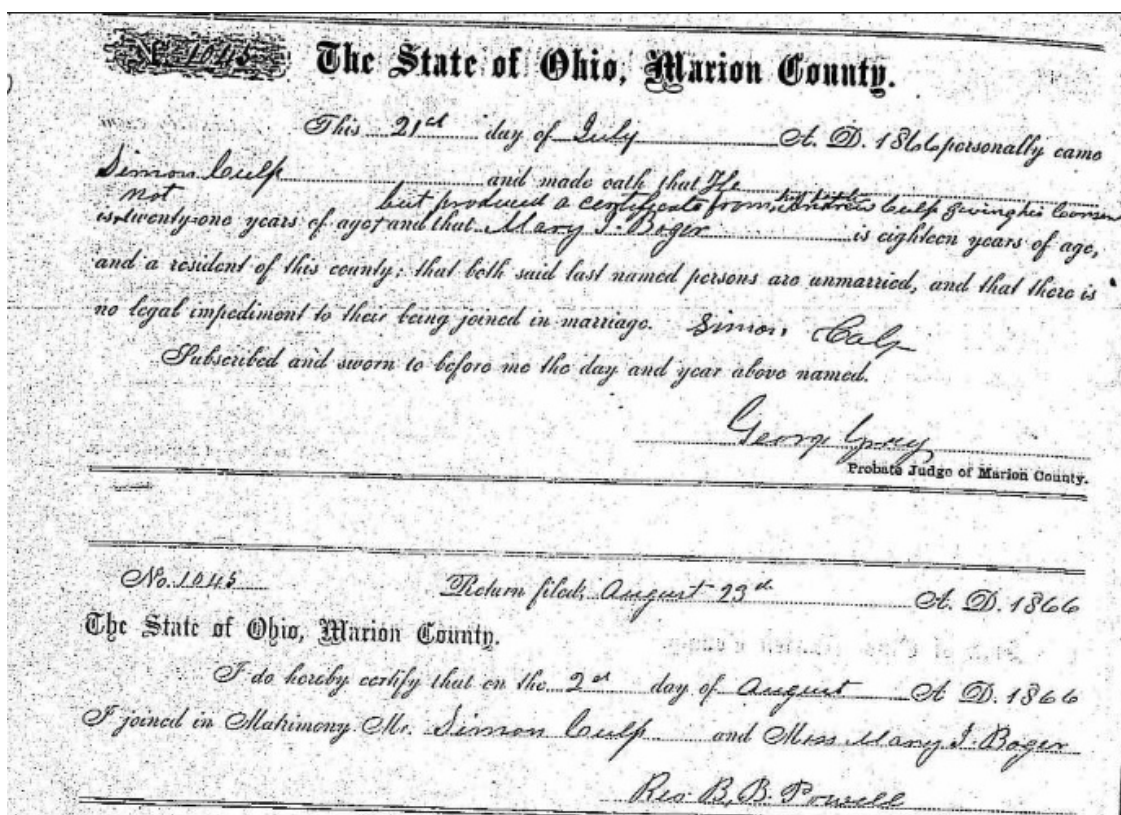 No 1045 The State of Ohio, Marion County.
This 21st day of July A. D. 1866 personally came
Simon Culp and made oath that He
not but produced a certificate from Culp giving his consent
is twenty-one years of age, and that Mary J. Boger is eighteen years of age,
and a resident of this county; that both said last named persons are unmarried, and that there is
no legal impediment to their being joined in marriage. Simon Culp
Subscribed and sworn to before me the day and year above named.
George Gray
Probate Judge of Marion County.
No. 1045 Return filed, August 23rd A. D. 1866
The State of Ohio, Marion County.
I do hereby certify that on the 2nd day of August A. D. 1866
I joined in Matrimony Mr. Simon Culp and Miss Mary J. Boger
Rev. B. B. Powell